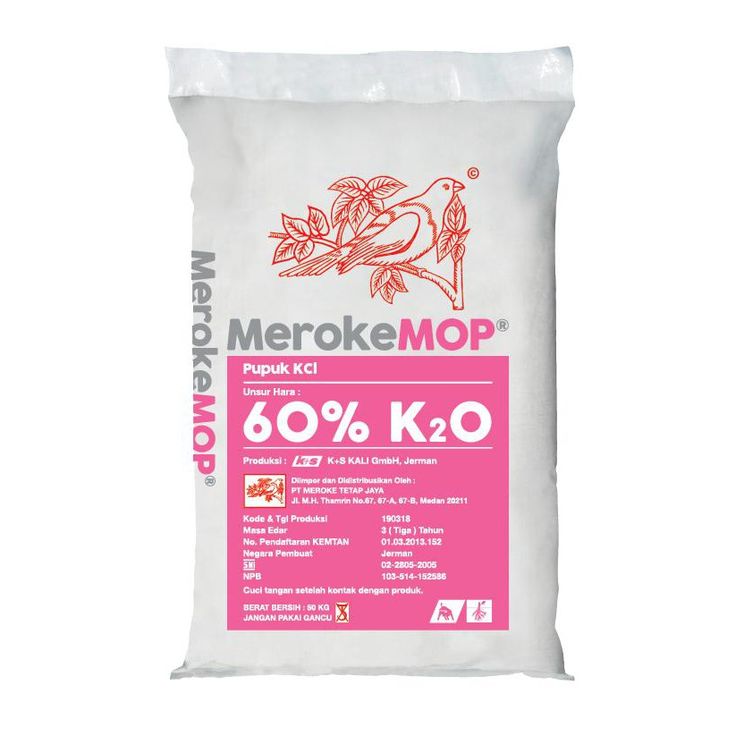 ©
MerokeMOP®
MerokeMOP®
Pupuk KCl
Unsur Hara :
60% K₂O
Produksi : K+S K+S KALI GmbH, Jerman
Diimpor dan Didistribusikan Oleh :
PT MEROKE TETAP JAYA
Jl. M.H. Thamrin No.67, 67-A, 67-B, Medan 20211
Kode & Tgl Produksi 190318
Masa Edar 3 ( Tiga ) Tahun
No. Pendaftaran KEMTAN 01.03.2013.152
Negara Pembuat Jerman
SNI 02-2805-2005
NPB 103-514-152586
Cuci tangan setelah kontak dengan produk.
BERAT BERSIH : 50 KG
JANGAN PAKAI GANCU